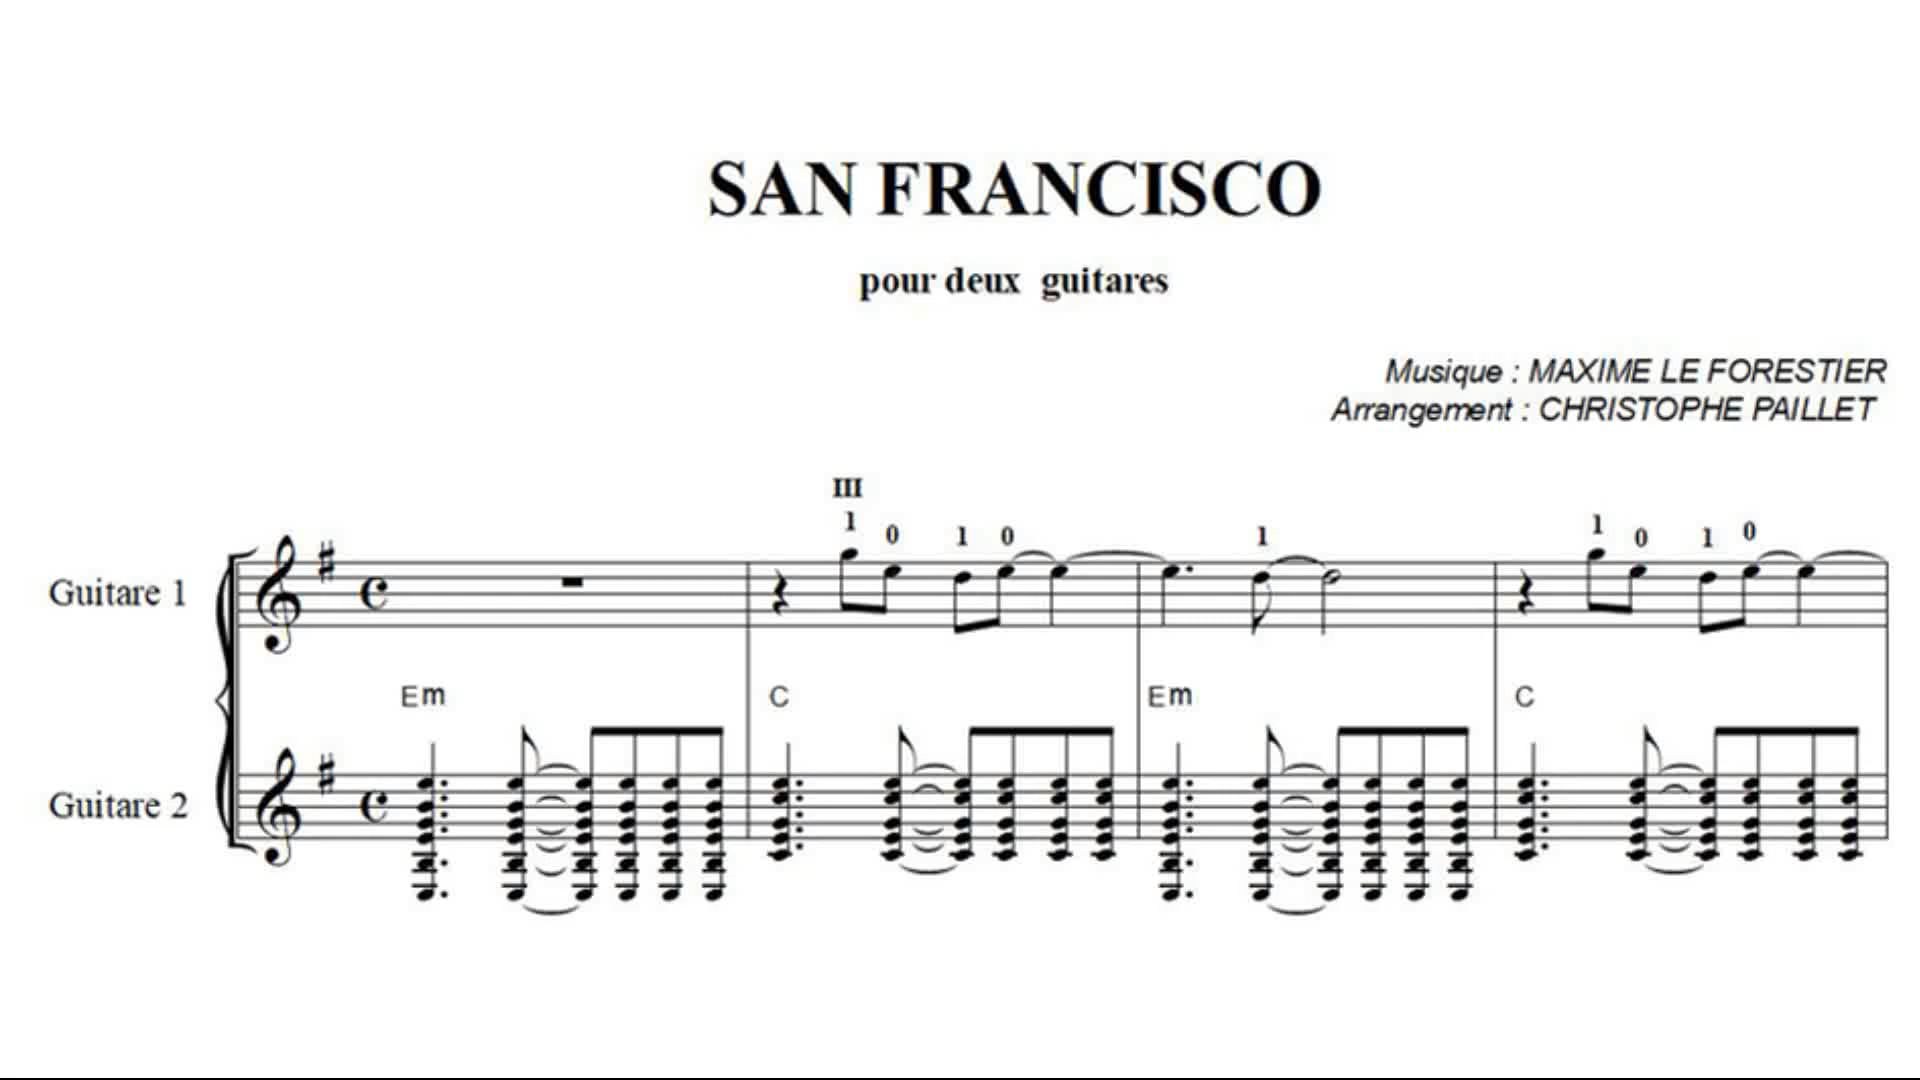 SAN FRANCISCO
pour deux guitares
Musique : MAXIME LE FORESTIER
Arrangement : CHRISTOPHE PAILLET
III
1 0 1 0 1 1 0 1 0
Guitare 1
Em C Em C
Guitare 2